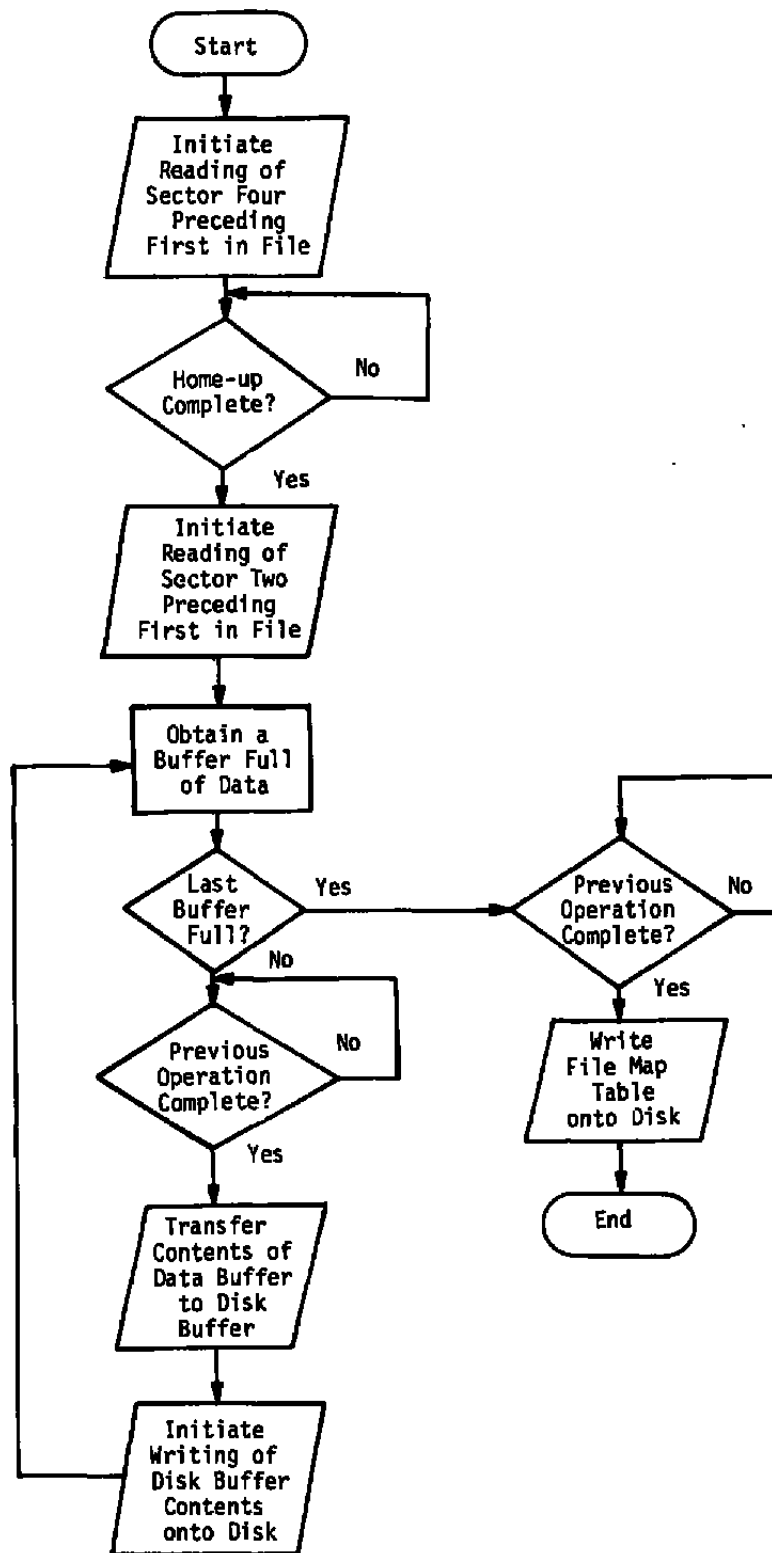 Start
Initiate
Reading of
Sector Four
Preceding
First in File
Home-up
Complete?
No
Yes
Initiate
Reading of
Sector Two
Preceding
First in File
Obtain a
Buffer Full
of Data
Last
Buffer
Full?
Yes
No
Previous
Operation
Complete?
No
Yes
Transfer
Contents of
Data Buffer
to Disk
Buffer
Initiate
Writing of
Disk Buffer
Contents
onto Disk
Previous
Operation
Complete?
No
Yes
Write
File Map
Table
onto Disk
End